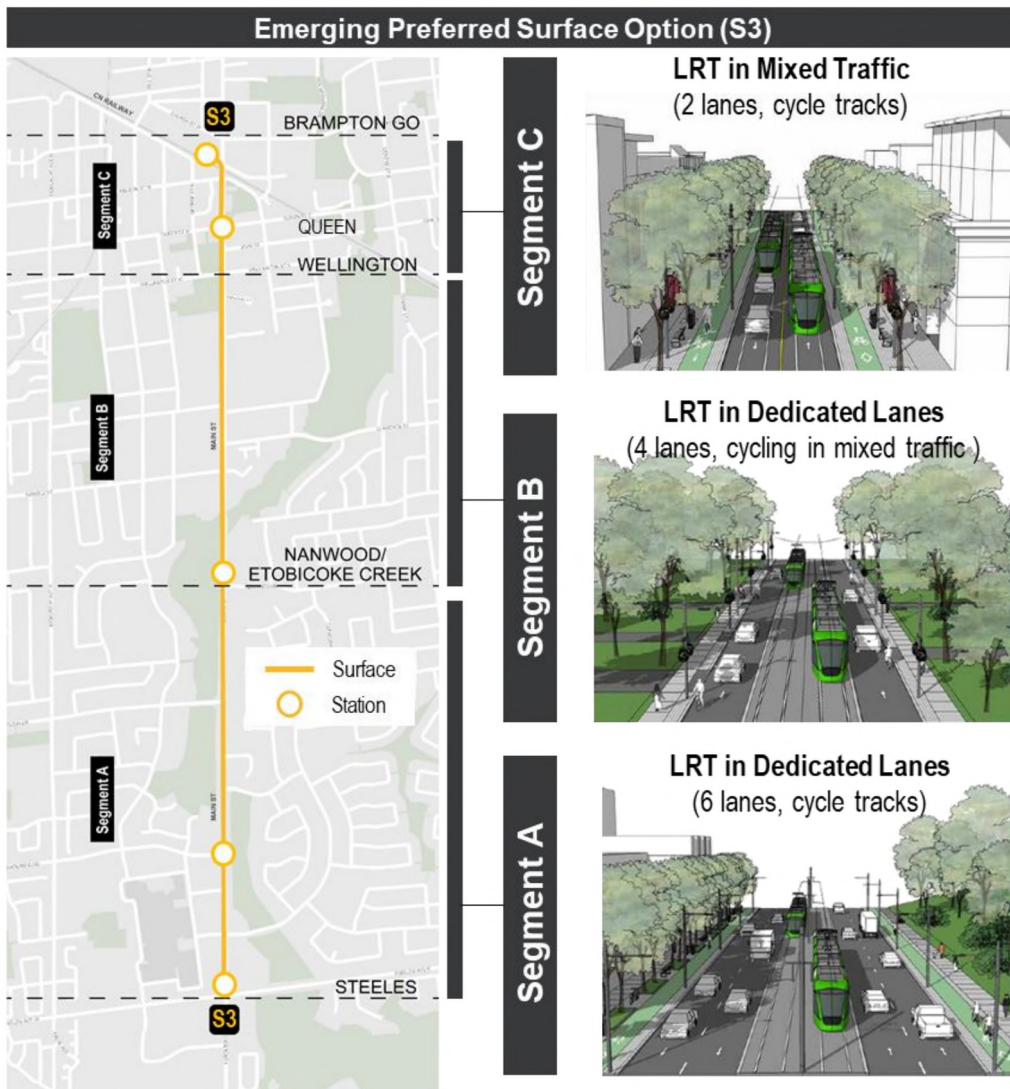 Emerging Preferred Surface Option (S3)
CN RAILWAY
S3
BRAMPTON GO
Segment C
QUEEN
WELLINGTON
Segment B
MAIN ST
NANWOOD/
ETOBICOKE CREEK
Surface
Station
Segment A
MAIN ST
STEELES
S3
Segment C
LRT in Mixed Traffic
(2 lanes, cycle tracks)
Segment B
LRT in Dedicated Lanes
(4 lanes, cycling in mixed traffic )
Segment A
LRT in Dedicated Lanes
(6 lanes, cycle tracks)